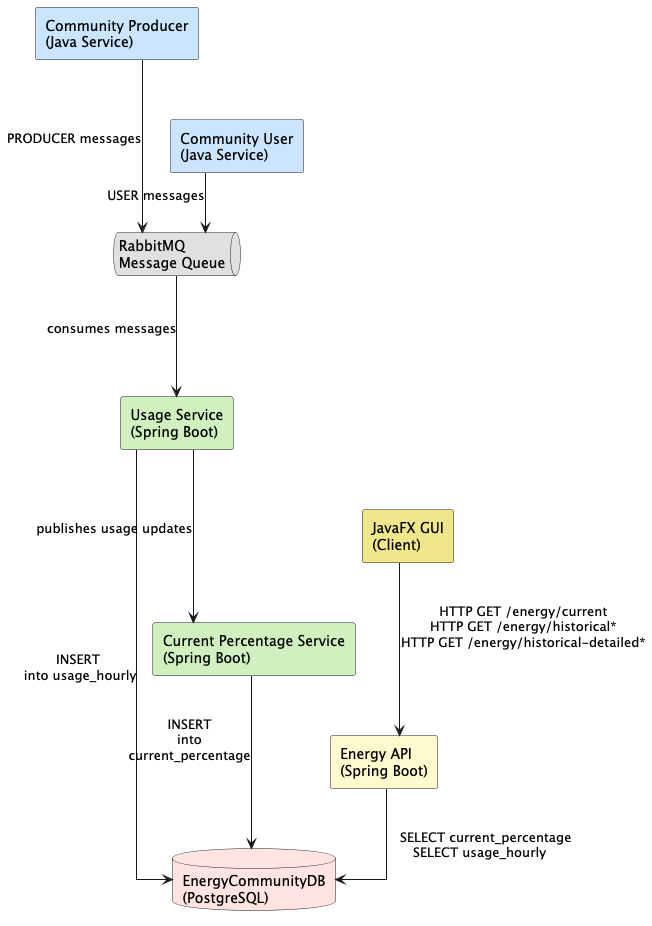 Community Producer
(Java Service)
PRODUCER messages
Community User
(Java Service)
USER messages
RabbitMQ
Message Queue
consumes messages
Usage Service
(Spring Boot)
publishes usage updates
JavaFX GUI
(Client)
HTTP GET /energy/current
HTTP GET /energy/historical*
HTTP GET /energy/historical-detailed*
Current Percentage Service
(Spring Boot)
INSERT
into usage_hourly
INSERT
into
current_percentage
Energy API
(Spring Boot)
SELECT current_percentage
SELECT usage_hourly
EnergyCommunityDB
(PostgreSQL)